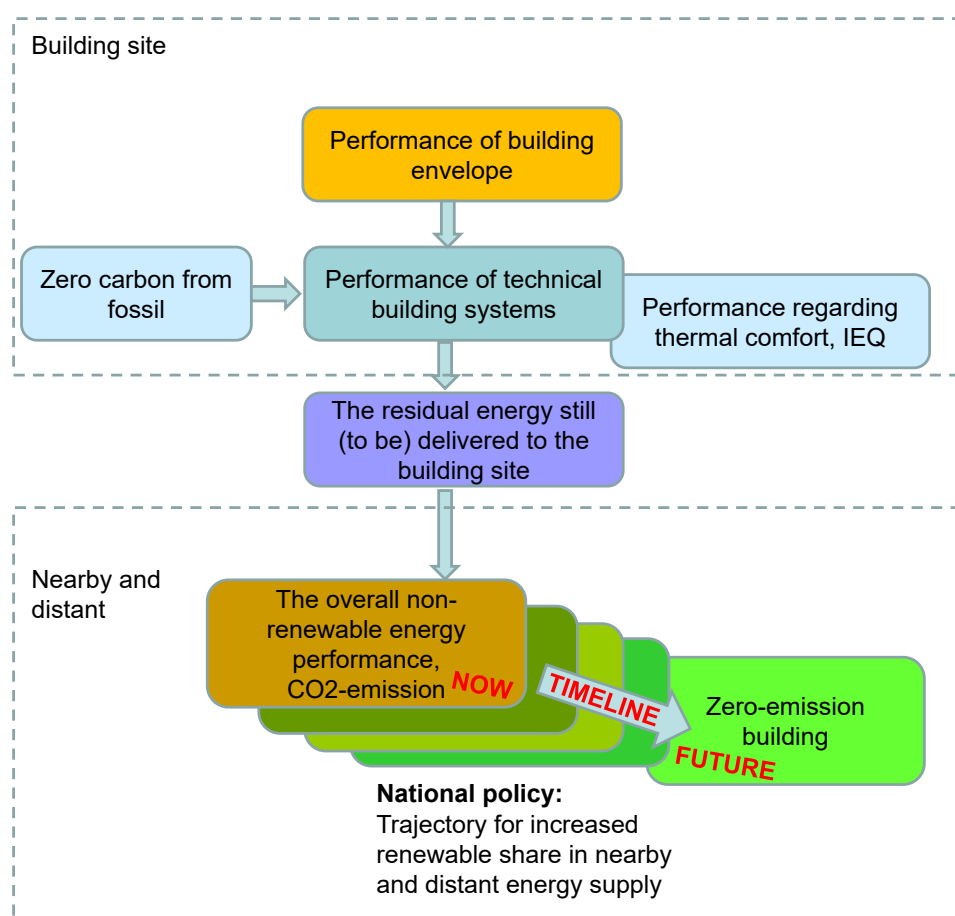 Building site
Performance of building
envelope
Zero carbon from
fossil
Performance of technical
building systems
Performance regarding
thermal comfort, IEQ
The residual energy still
(to be) delivered to the
building site
Nearby and
distant
The overall non-
renewable energy
performance,
CO2-emission
NOW
TIMELINE
Zero-emission
building
FUTURE
National policy:
Trajectory for increased
renewable share in nearby
and distant energy supply